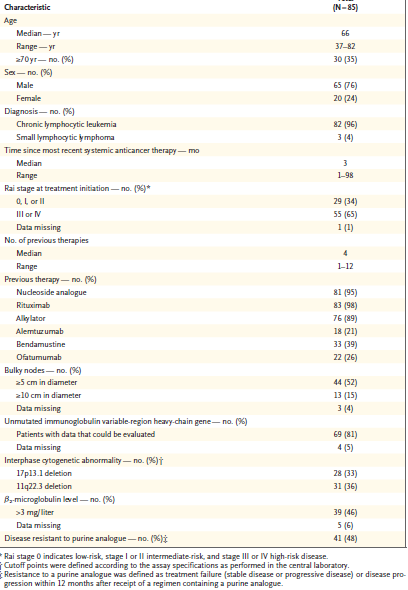 Characteristic
(N=85)
Age
Median — yr 66
Range — yr 37–82
≥70 yr — no. (%) 30 (35)
Sex — no. (%)
Male 65 (76)
Female 20 (24)
Diagnosis — no. (%)
Chronic lymphocytic leukemia 82 (96)
Small lymphocytic lymphoma 3 (4)
Time since most recent systemic anticancer therapy — mo
Median 3
Range 1–98
Rai stage at treatment initiation — no. (%)*
0, I, or II 29 (34)
III or IV 55 (65)
Data missing 1 (1)
No. of previous therapies
Median 4
Range 1–12
Previous therapy — no. (%)
Nucleoside analogue 81 (95)
Rituximab 83 (98)
Alkylator 76 (89)
Alemtuzumab 18 (21)
Bendamustine 33 (39)
Ofatumumab 22 (26)
Bulky nodes — no. (%)
≥5 cm in diameter 44 (52)
≥10 cm in diameter 13 (15)
Data missing 3 (4)
Unmutated immunoglobulin variable-region heavy-chain gene — no. (%)
Patients with data that could be evaluated 69 (81)
Data missing 4 (5)
Interphase cytogenetic abnormality — no. (%)†
17p13.1 deletion 28 (33)
11q22.3 deletion 31 (36)
β₂-microglobulin level — no. (%)
>3 mg/liter 39 (46)
Data missing 5 (6)
Disease resistant to purine analogue — no. (%)‡ 41 (48)
* Rai stage 0 indicates low-risk, stage I or II intermediate-risk, and stage III or IV high-risk disease.
† Cutoff points were defined according to the assay specifications as performed in the central laboratory.
‡ Resistance to a purine analogue was defined as treatment failure (stable disease or progressive disease) or disease pro-
gression within 12 months after receipt of a regimen containing a purine analogue.